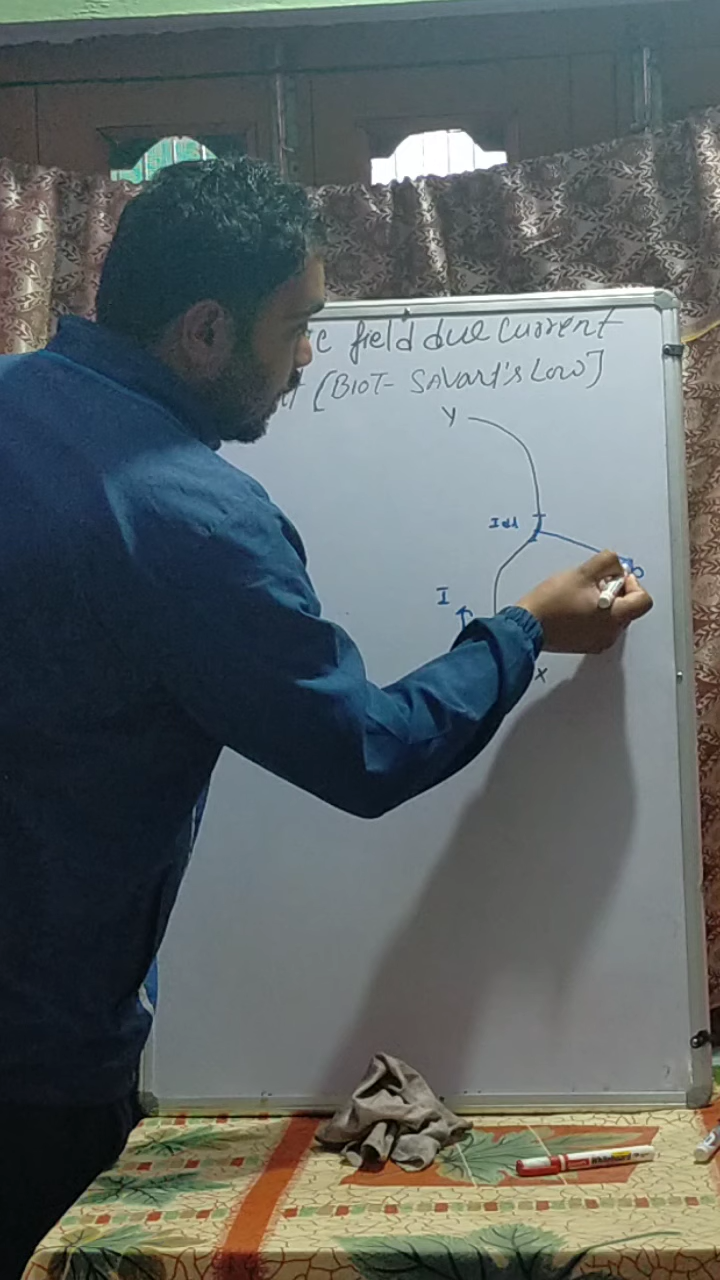 c field due current
t [BIOT- SAVart's Law]
Y
Idl
I
X